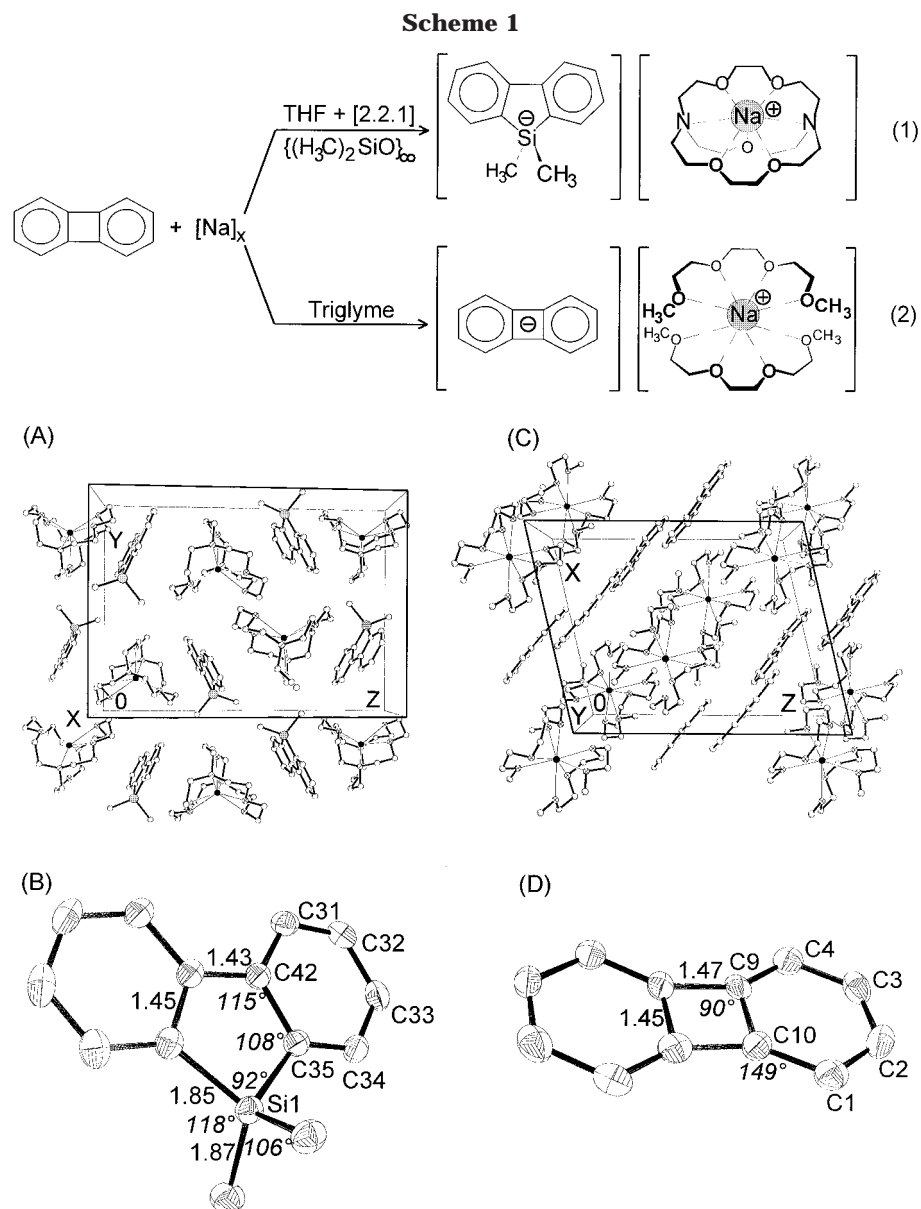 Scheme 1
THF + [2.2.1]
{(H₃C)₂SiO}∞
⊖
Si
H₃C
CH₃
O O
N Na ⊕ N
O
O O
(1)
+ [Na]ₓ
Triglyme
⊖
O O
O O
H₃C ⊕ OCH₃
Na
H₃C OCH₃
O O
O O
(2)
(A)
Y
X 0 Z
(C)
X
Y 0 Z
(B)
C31
C32
1.43
C42
1.45
115°
C33
108°
C35
C34
92°
1.85
Si1
118°
106°
1.87
(D)
1.47
C9
C4
C3
90°
1.45
C10
C2
149°
C1